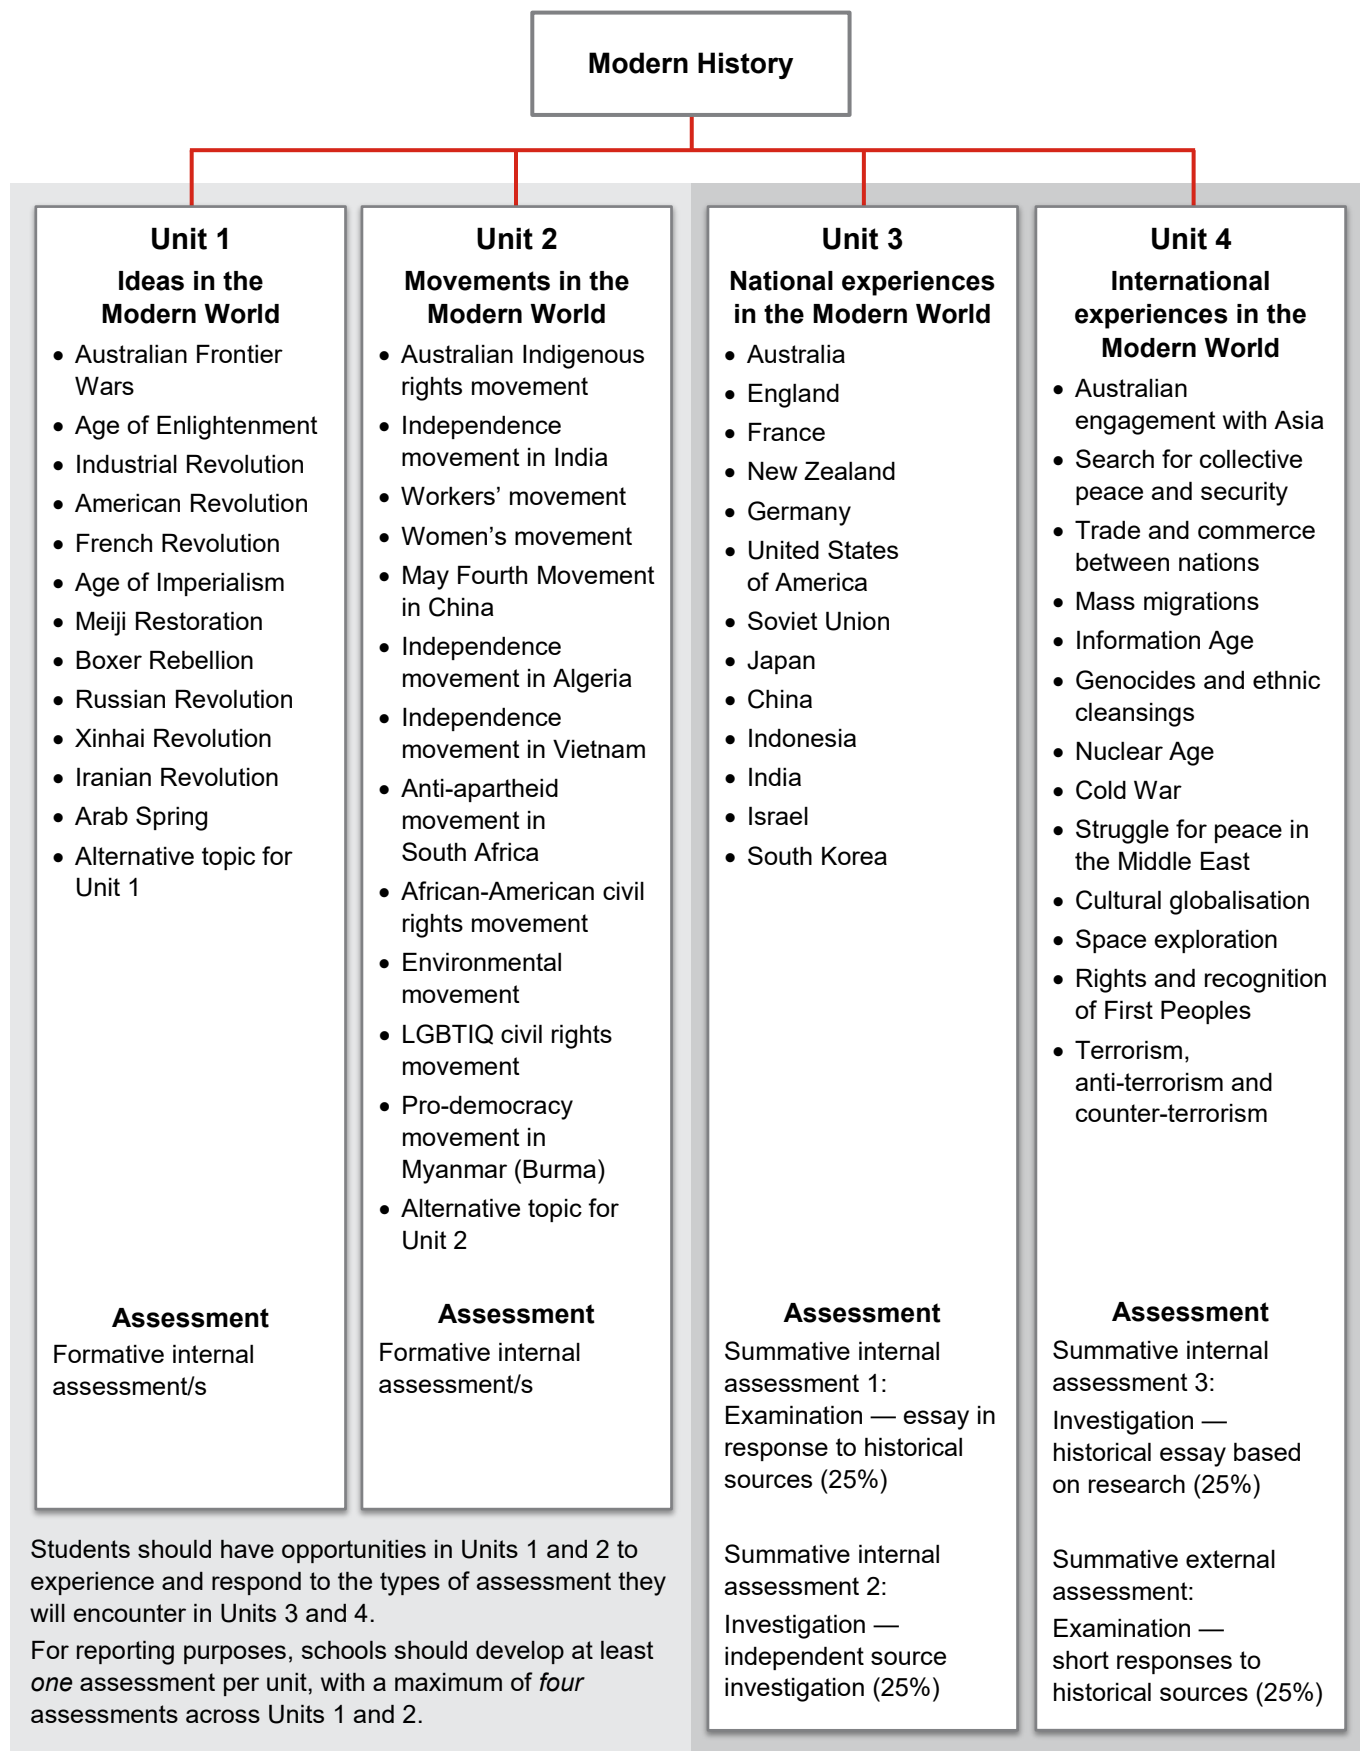 Modern History
Unit 1
Ideas in the
Modern World
• Australian Frontier
Wars
• Age of Enlightenment
• Industrial Revolution
• American Revolution
• French Revolution
• Age of Imperialism
• Meiji Restoration
• Boxer Rebellion
• Russian Revolution
• Xinhai Revolution
• Iranian Revolution
• Arab Spring
• Alternative topic for
Unit 1
Assessment
Formative internal
assessment/s
Unit 2
Movements in the
Modern World
• Australian Indigenous
rights movement
• Independence
movement in India
• Workers’ movement
• Women’s movement
• May Fourth Movement
in China
• Independence
movement in Algeria
• Independence
movement in Vietnam
• Anti-apartheid
movement in
South Africa
• African-American civil
rights movement
• Environmental
movement
• LGBTIQ civil rights
movement
• Pro-democracy
movement in
Myanmar (Burma)
• Alternative topic for
Unit 2
Assessment
Formative internal
assessment/s
Students should have opportunities in Units 1 and 2 to
experience and respond to the types of assessment they
will encounter in Units 3 and 4.
For reporting purposes, schools should develop at least
one assessment per unit, with a maximum of four
assessments across Units 1 and 2.
Unit 3
National experiences
in the Modern World
• Australia
• England
• France
• New Zealand
• Germany
• United States
of America
• Soviet Union
• Japan
• China
• Indonesia
• India
• Israel
• South Korea
Assessment
Summative internal
assessment 1:
Examination — essay in
response to historical
sources (25%)
Summative internal
assessment 2:
Investigation —
independent source
investigation (25%)
Unit 4
International
experiences in the
Modern World
• Australian
engagement with Asia
• Search for collective
peace and security
• Trade and commerce
between nations
• Mass migrations
• Information Age
• Genocides and ethnic
cleansings
• Nuclear Age
• Cold War
• Struggle for peace in
the Middle East
• Cultural globalisation
• Space exploration
• Rights and recognition
of First Peoples
• Terrorism,
anti-terrorism and
counter-terrorism
Assessment
Summative internal
assessment 3:
Investigation —
historical essay based
on research (25%)
Summative external
assessment:
Examination —
short responses to
historical sources (25%)